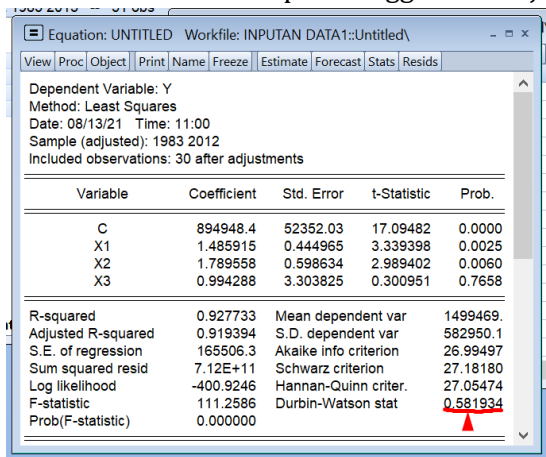 Equation: UNTITLED Workfile: INPUTAN DATA1::Untitled\
View Proc Object Print Name Freeze Estimate Forecast Stats Resids
Dependent Variable: Y
Method: Least Squares
Date: 08/13/21 Time: 11:00
Sample (adjusted): 1983 2012
Included observations: 30 after adjustments
Variable Coefficient Std. Error t-Statistic Prob.
C 894948.4 52352.03 17.09482 0.0000
X1 1.485915 0.444965 3.339398 0.0025
X2 1.789558 0.598634 2.989402 0.0060
X3 0.994288 3.303825 0.300951 0.7658
R-squared 0.927733 Mean dependent var 1499469.
Adjusted R-squared 0.919394 S.D. dependent var 582950.1
S.E. of regression 165506.3 Akaike info criterion 26.99497
Sum squared resid 7.12E+11 Schwarz criterion 27.18180
Log likelihood -400.9246 Hannan-Quinn criter. 27.05474
F-statistic 111.2586 Durbin-Watson stat 0.581934
Prob(F-statistic) 0.000000